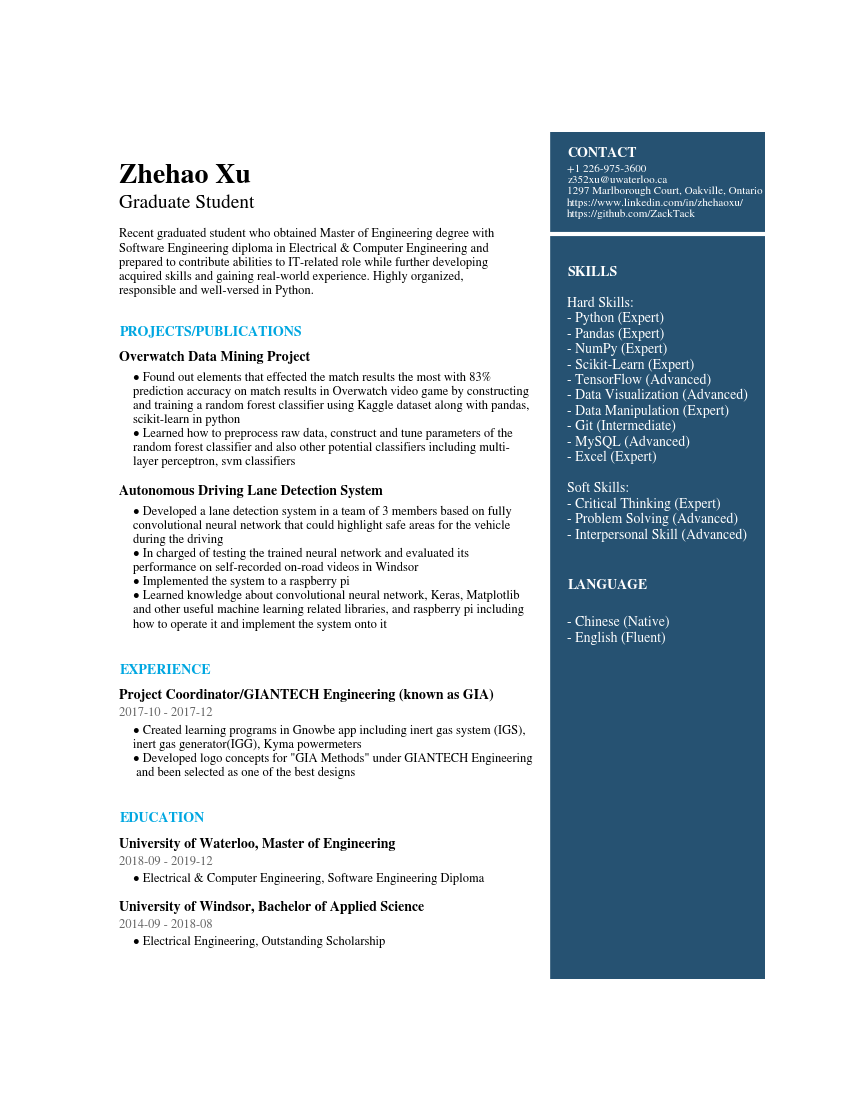 Zhehao Xu
Graduate Student
Recent graduated student who obtained Master of Engineering degree with
Software Engineering diploma in Electrical & Computer Engineering and
prepared to contribute abilities to IT-related role while further developing
acquired skills and gaining real-world experience. Highly organized,
responsible and well-versed in Python.
PROJECTS/PUBLICATIONS
Overwatch Data Mining Project
● Found out elements that effected the match results the most with 83%
prediction accuracy on match results in Overwatch video game by constructing
and training a random forest classifier using Kaggle dataset along with pandas,
scikit-learn in python
● Learned how to preprocess raw data, construct and tune parameters of the
random forest classifier and also other potential classifiers including multi-
layer perceptron, svm classifiers
Autonomous Driving Lane Detection System
● Developed a lane detection system in a team of 3 members based on fully
convolutional neural network that could highlight safe areas for the vehicle
during the driving
● In charged of testing the trained neural network and evaluated its
performance on self-recorded on-road videos in Windsor
● Implemented the system to a raspberry pi
● Learned knowledge about convolutional neural network, Keras, Matplotlib
and other useful machine learning related libraries, and raspberry pi including
how to operate it and implement the system onto it
EXPERIENCE
Project Coordinator/GIANTECH Engineering (known as GIA)
2017-10 - 2017-12
● Created learning programs in Gnowbe app including inert gas system (IGS),
inert gas generator(IGG), Kyma powermeters
● Developed logo concepts for "GIA Methods" under GIANTECH Engineering
and been selected as one of the best designs
EDUCATION
University of Waterloo, Master of Engineering
2018-09 - 2019-12
● Electrical & Computer Engineering, Software Engineering Diploma
University of Windsor, Bachelor of Applied Science
2014-09 - 2018-08
● Electrical Engineering, Outstanding Scholarship
CONTACT
+1 226-975-3600
z352xu@uwaterloo.ca
1297 Marlborough Court, Oakville, Ontario
https://www.linkedin.com/in/zhehaoxu/
https://github.com/ZackTack
SKILLS
Hard Skills:
- Python (Expert)
- Pandas (Expert)
- NumPy (Expert)
- Scikit-Learn (Expert)
- TensorFlow (Advanced)
- Data Visualization (Advanced)
- Data Manipulation (Expert)
- Git (Intermediate)
- MySQL (Advanced)
- Excel (Expert)
Soft Skills:
- Critical Thinking (Expert)
- Problem Solving (Advanced)
- Interpersonal Skill (Advanced)
LANGUAGE
- Chinese (Native)
- English (Fluent)